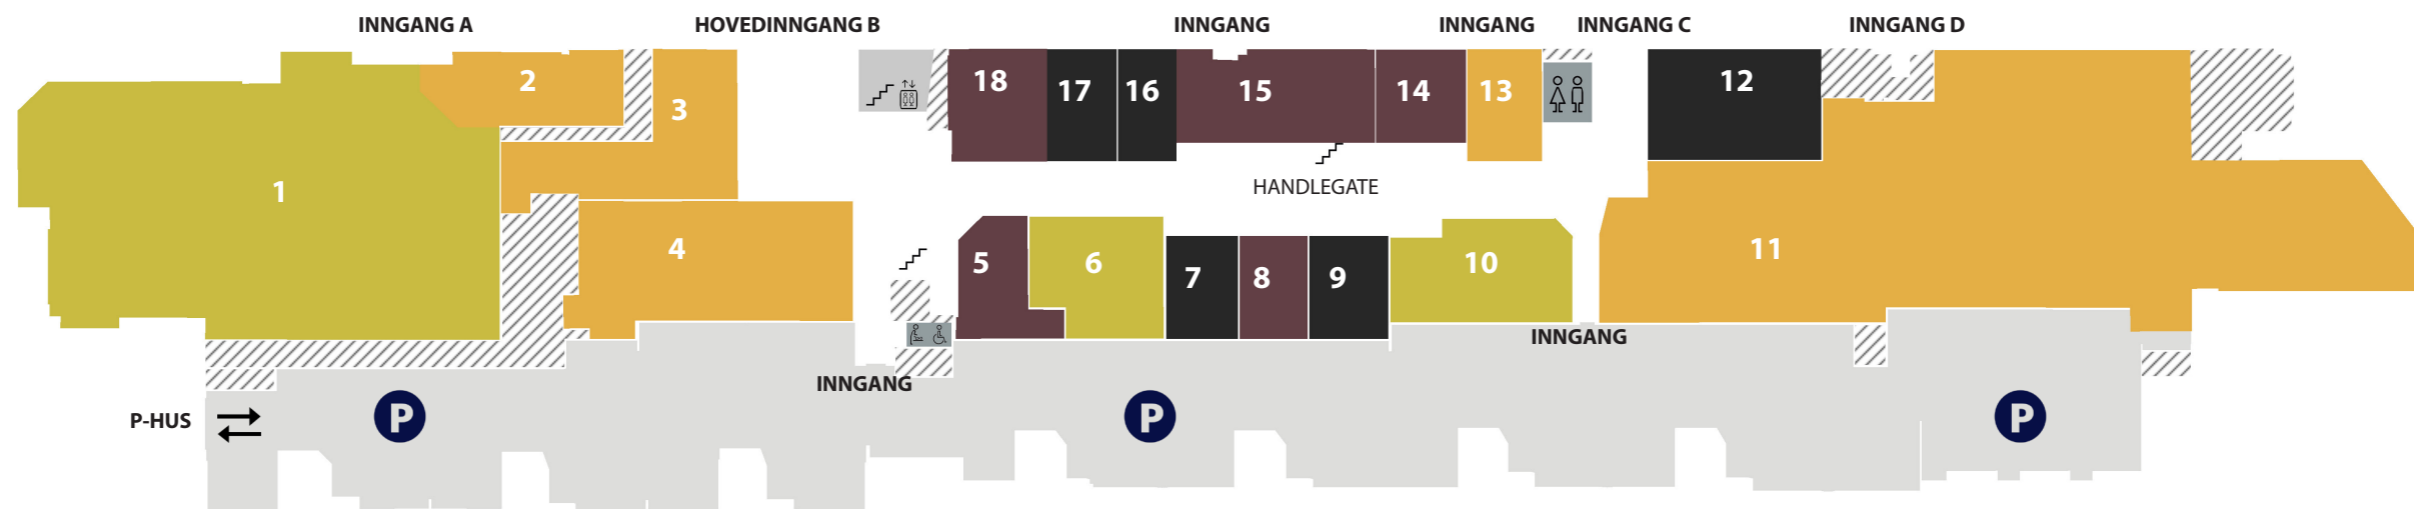 INNGANG A
HOVEDINNGANG B
INNGANG
INNGANG
INNGANG C
INNGANG D
2
3
18
17
16
15
14
13
12
1
HANDLEGATE
4
5
6
7
8
9
10
11
INNGANG
INNGANG
P-HUS
P
P
P